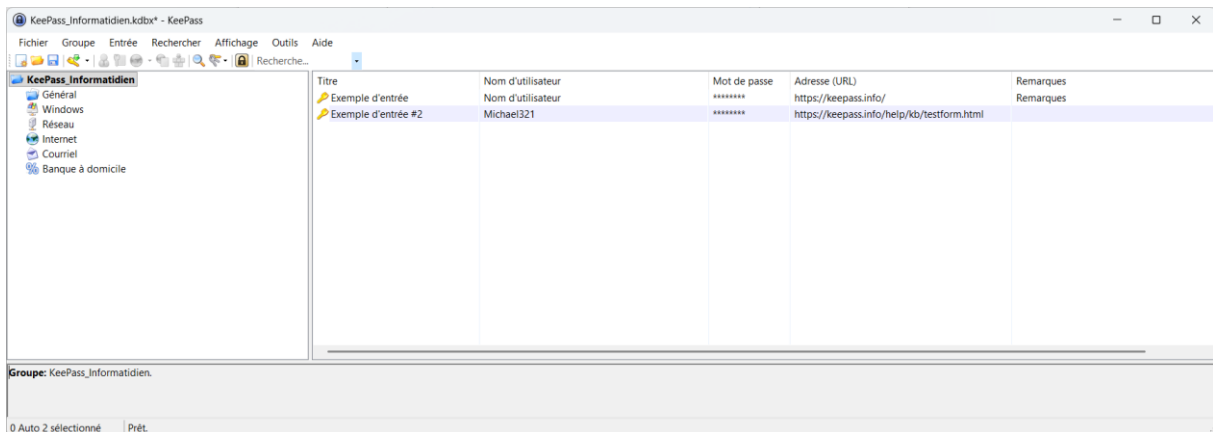 KeePass_Informatidien.kdbx* - KeePass
Fichier Groupe Entrée Rechercher Affichage Outils Aide
Recherche...
KeePass_Informatidien
Général
Windows
Réseau
Internet
Courriel
Banque à domicile
Titre Nom d'utilisateur Mot de passe Adresse (URL) Remarques
Exemple d'entrée Nom d'utilisateur ******** https://keepass.info/ Remarques
Exemple d'entrée #2 Michael321 ******** https://keepass.info/help/kb/testform.html
Groupe: KeePass_Informatidien.
0 Auto 2 sélectionné Prêt.